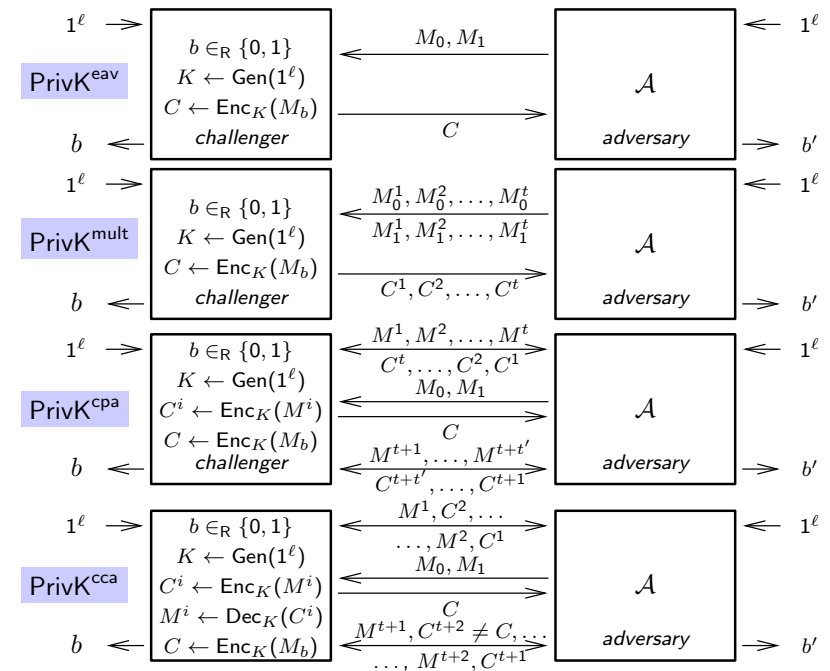 1^ℓ
PrivK^eav
b
b ∈_R {0, 1}
K ← Gen(1^ℓ)
C ← Enc_K(M_b)
challenger
M_0, M_1
C
𝒜
adversary
1^ℓ
b′
1^ℓ
PrivK^mult
b
b ∈_R {0, 1}
K ← Gen(1^ℓ)
C ← Enc_K(M_b)
challenger
M_0^1, M_0^2, . . . , M_0^t
M_1^1, M_1^2, . . . , M_1^t
C^1, C^2, . . . , C^t
𝒜
adversary
1^ℓ
b′
1^ℓ
PrivK^cpa
b
b ∈_R {0, 1}
K ← Gen(1^ℓ)
C^i ← Enc_K(M^i)
C ← Enc_K(M_b)
challenger
M^1, M^2, . . . , M^t
C^t, . . . , C^2, C^1
M_0, M_1
C
M^{t+1}, . . . , M^{t+t′}
C^{t+t′}, . . . , C^{t+1}
𝒜
adversary
1^ℓ
b′
1^ℓ
PrivK^cca
b
b ∈_R {0, 1}
K ← Gen(1^ℓ)
C^i ← Enc_K(M^i)
M^i ← Dec_K(C^i)
C ← Enc_K(M_b)
M^1, C^2, . . .
. . . , M^2, C^1
M_0, M_1
C
M^{t+1}, C^{t+2} ≠ C, . . .
. . . , M^{t+2}, C^{t+1}
𝒜
adversary
1^ℓ
b′